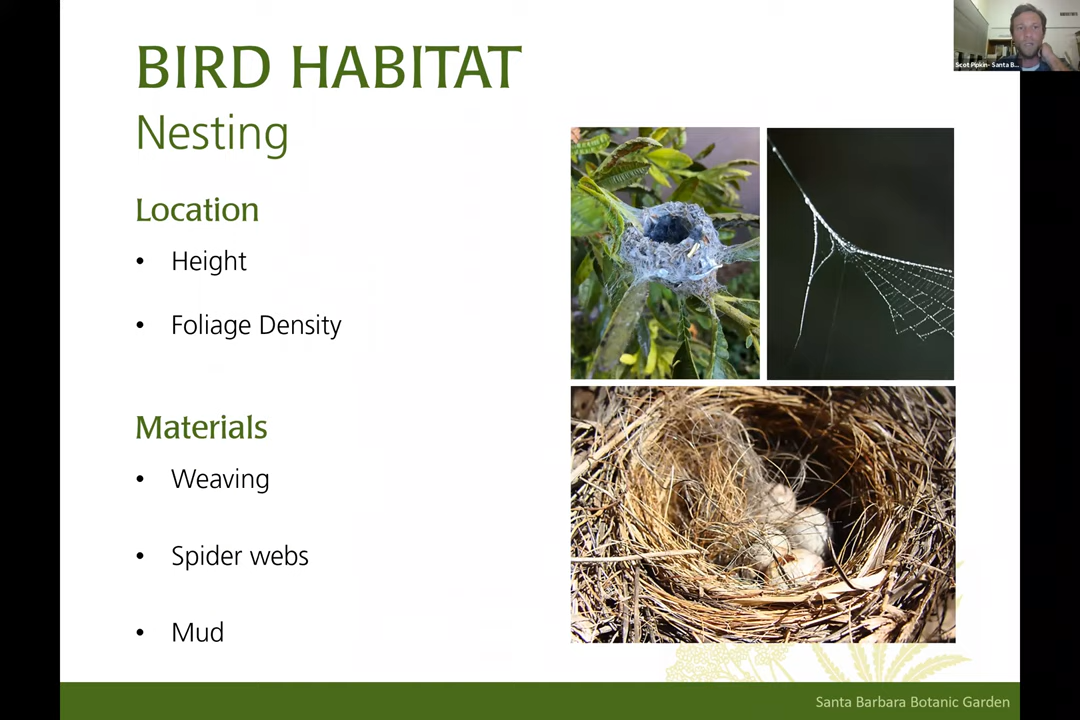 BIRD HABITAT
Nesting
Location
• Height
• Foliage Density
Materials
• Weaving
• Spider webs
• Mud
Scot Pipkin- Santa B...
Santa Barbara Botanic Garden